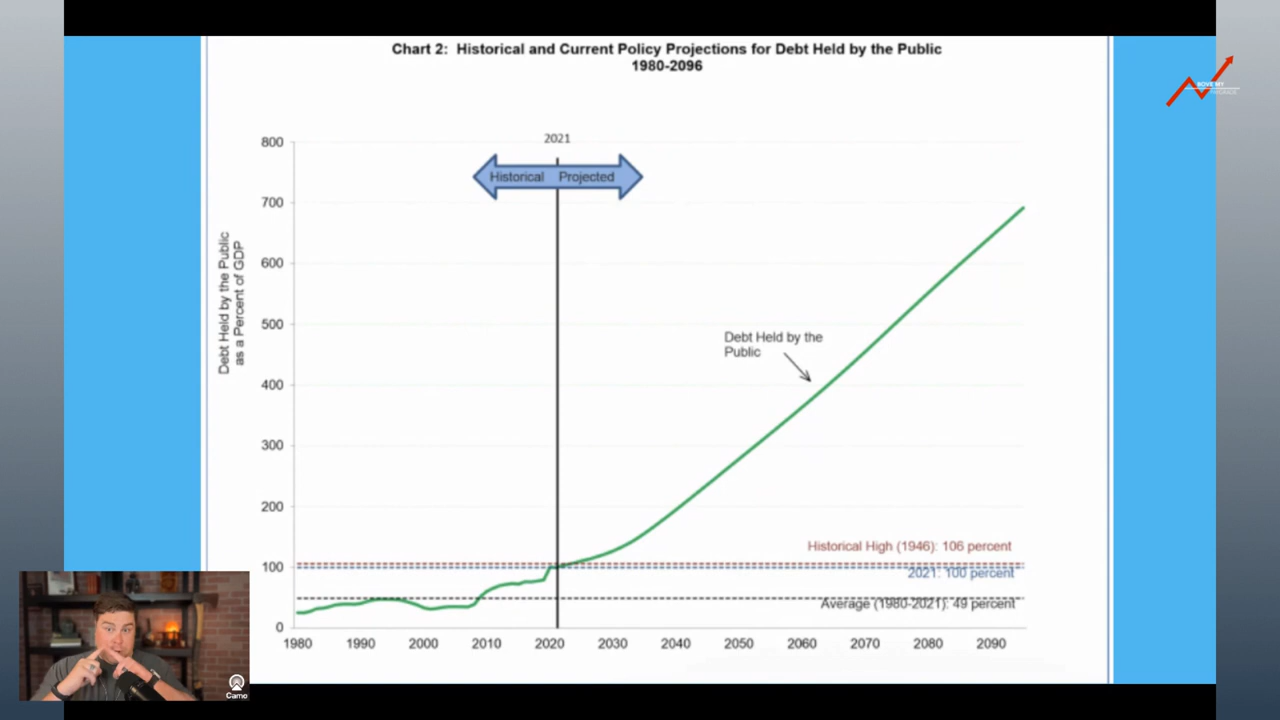 Chart 2:  Historical and Current Policy Projections for Debt Held by the Public
1980-2096
2021
Historical
Projected
800
700
600
500
400
300
200
100
0
Debt Held by the Public
as a Percent of GDP
Debt Held by the
Public
Historical High (1946): 106 percent
2021: 100 percent
Average (1980-2021): 49 percent
1980
1990
2000
2010
2020
2030
2040
2050
2060
2070
2080
2090
Camo